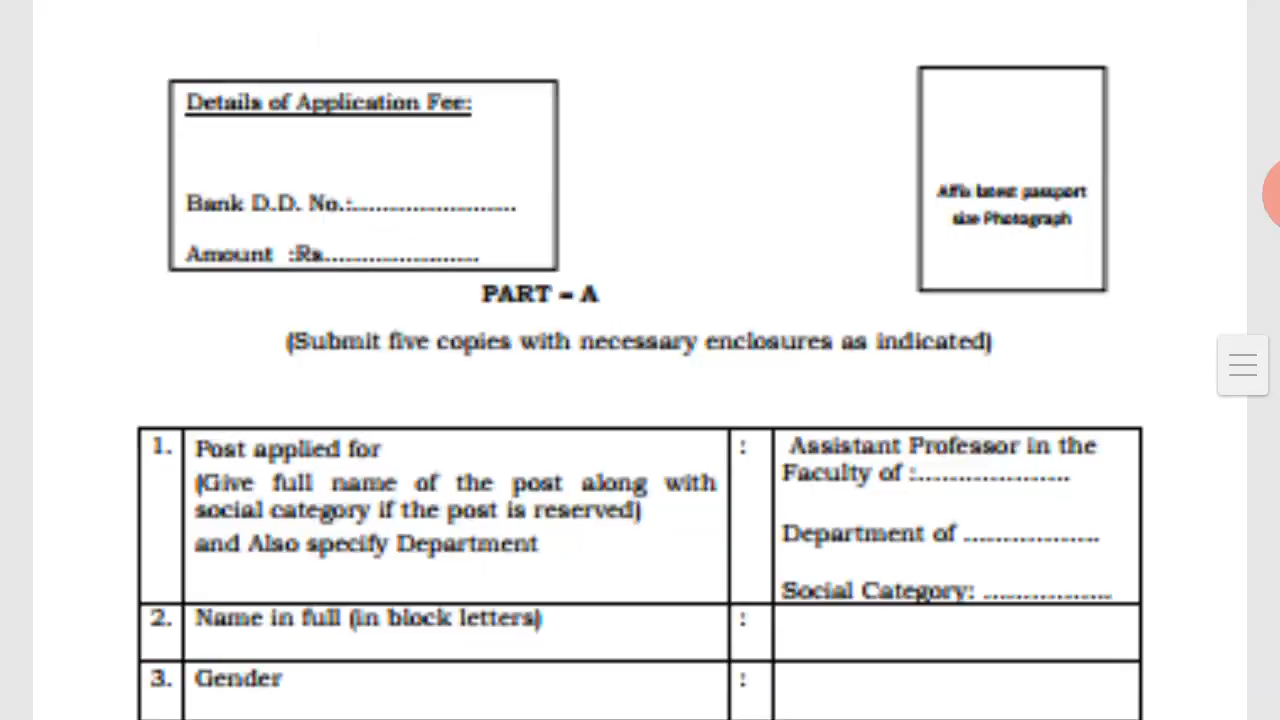 Details of Application Fee:
Bank D.D. No.:............................
Amount :Rs..........................
Affix latest passport
size Photograph
PART – A
(Submit five copies with necessary enclosures as indicated)
1. Post applied for
(Give full name of the post along with
social category if the post is reserved)
and Also specify Department
:
Assistant Professor in the
Faculty of :.....................
Department of ...................
Social Category: .................
2. Name in full (in block letters) :
3. Gender :